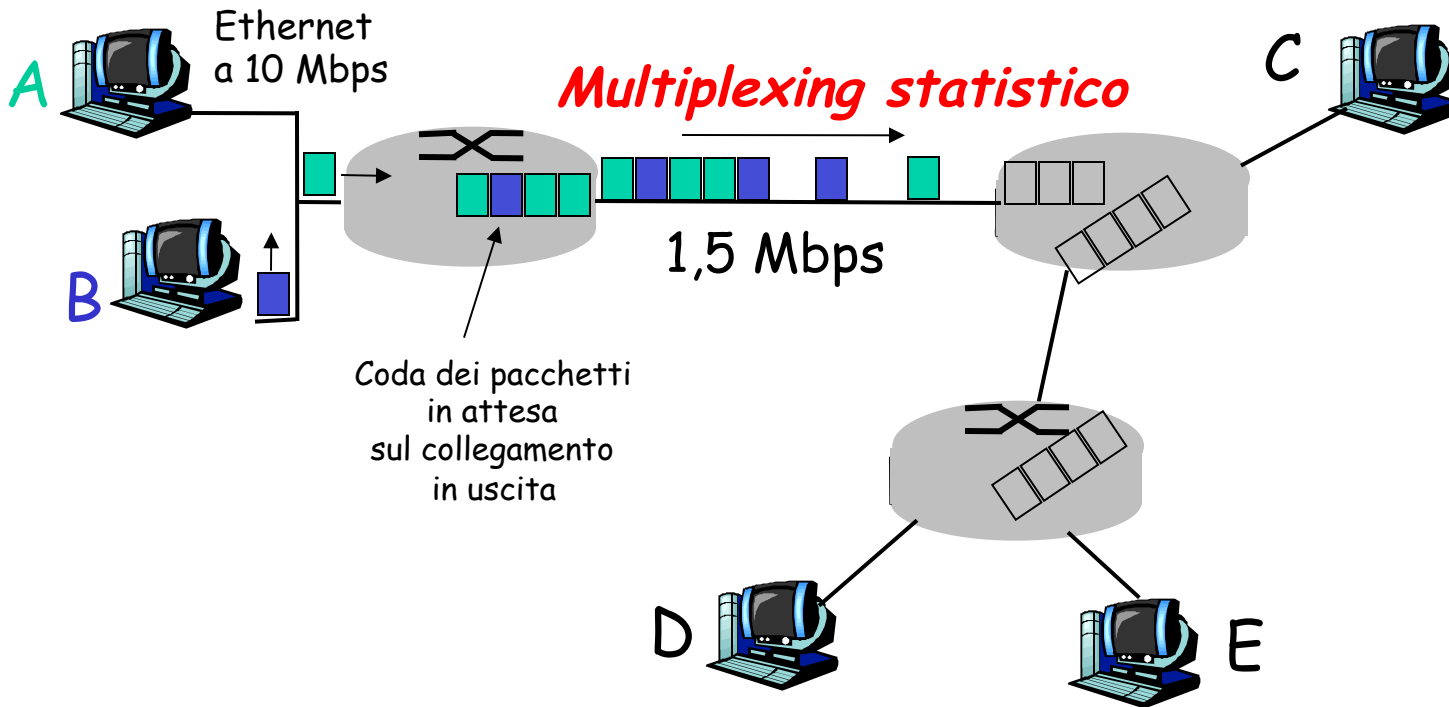 Ethernet
a 10 Mbps
A
Multiplexing statistico
C
B
1,5 Mbps
Coda dei pacchetti
in attesa
sul collegamento
in uscita
D
E